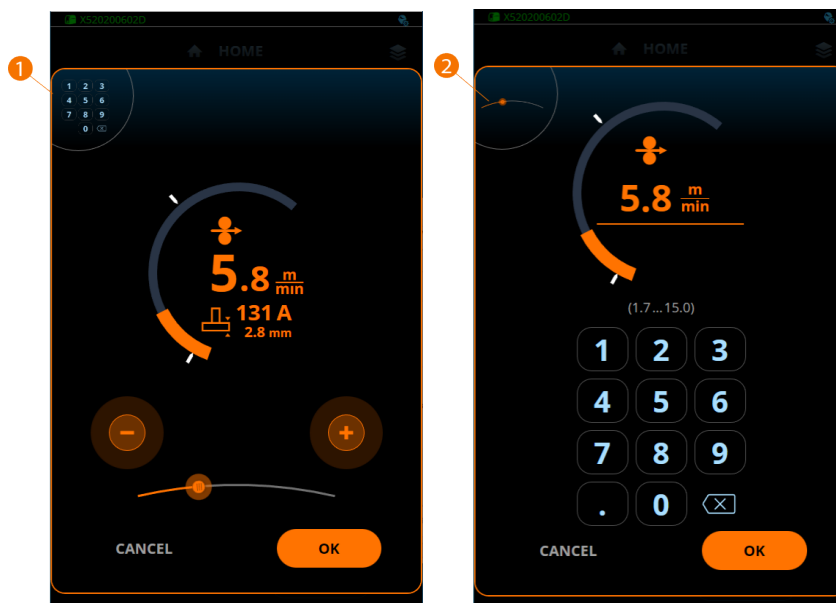 X520200602D
HOME
1
1 2 3
4 5 6
7 8 9
0
5.8 m/min
131 A
2.8 mm
CANCEL
OK
X520200602D
HOME
2
5.8 m/min
(1.7...15.0)
1 2 3
4 5 6
7 8 9
. 0
CANCEL
OK